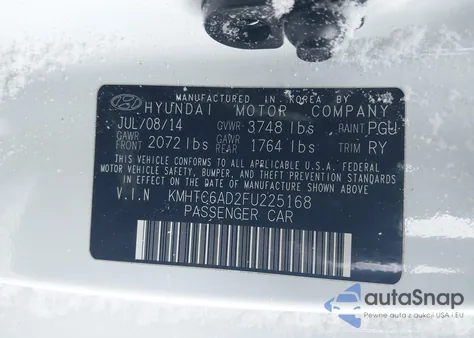 MANUFACTURED IN KOREA BY
HYUNDAI MOTOR COMPANY
JUL/08/14 GVWR 3748 lbs PAINT PGU
GAWR FRONT 2072 lbs GAWR REAR 1764 lbs TRIM RY
THIS VEHICLE CONFORMS TO ALL APPLICABLE U.S.A. FEDERAL
MOTOR VEHICLE SAFETY, BUMPER, AND THEFT PREVENTION
STANDARDS IN EFFECT ON THE DATE OF MANUFACTURE
SHOWN ABOVE.
V.I.N KMHTC6AD2FU225168
PASSENGER CAR
autoSnap
Pewne auta z aukcji USA i EU